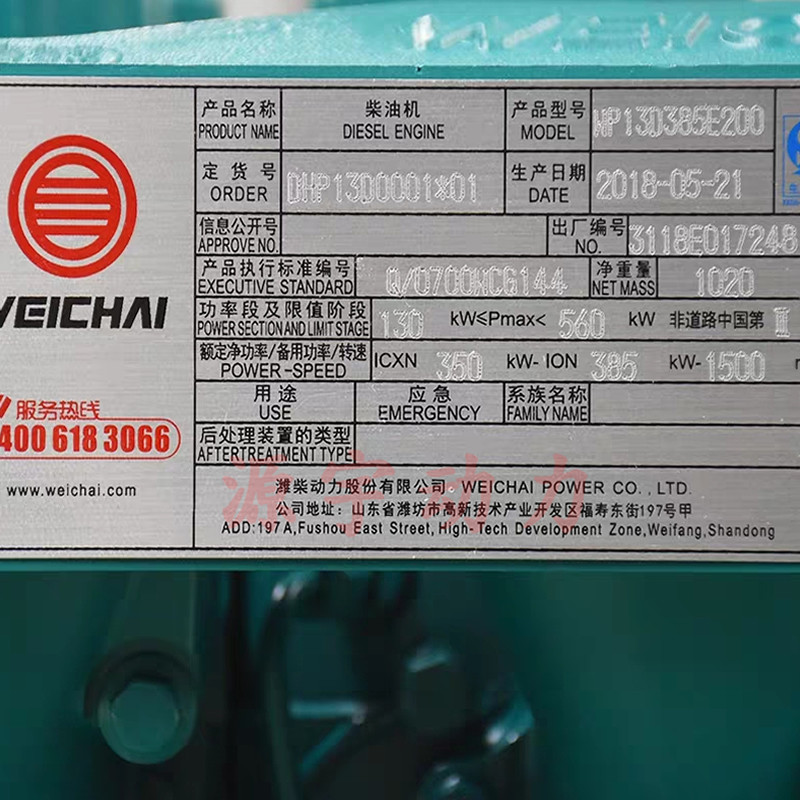 产品名称 柴油机 产品型号 WP13D385E200
PRODUCT NAME DIESEL ENGINE MODEL
定货号 DHP13D0001*01 生产日期 2018-05-21
ORDER DATE
信息公开号 出厂编号 3118E017248
APPROVE NO. NO.
产品执行标准编号 Q/0700WCG144 净重量 1020
EXECUTIVE STANDARD NET MASS
功率段及限值阶段 130 kW≤Pmax< 560 kW 非道路中国第 III
POWER SECTION AND LIMIT STAGE
额定净功率/备用功率/转速 ICXN 350 kW- ION 385 kW- 1500
POWER-SPEED
用途 应急 系族名称
USE EMERGENCY FAMILY NAME
后处理装置的类型
AFTERTREATMENT TYPE
WEICHAI
服务热线
400 618 3066
www.weichai.com
潍柴动力股份有限公司· WEICHAI POWER CO., LTD.
公司地址: 山东省潍坊市高新技术产业开发区福寿东街197号甲
ADD:197A,Fushou East Street, High-Tech Development Zone,Weifang,Shandong
源宇动力